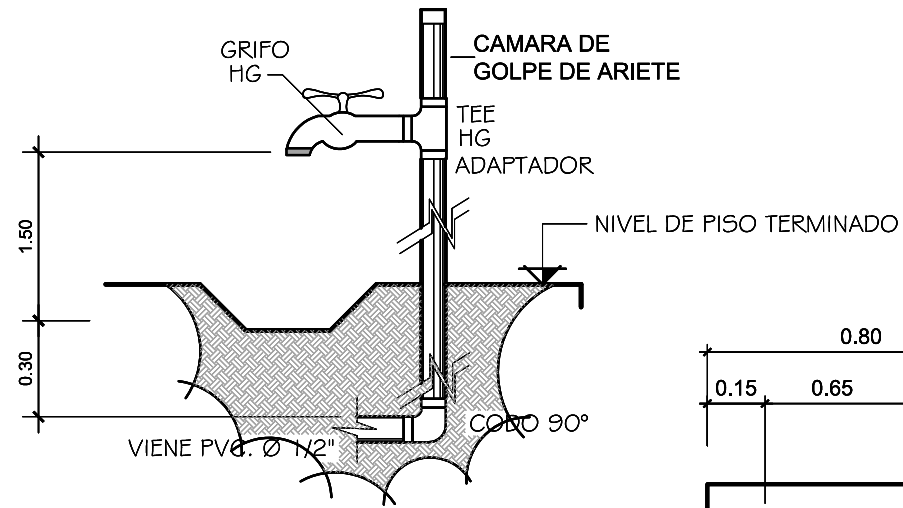 GRIFO
HG
CAMARA DE
GOLPE DE ARIETE
TEE
HG
ADAPTADOR
1.50
NIVEL DE PISO TERMINADO
0.30
CODO 90°
VIENE PVC. Ø 1/2"
0.80
0.15
0.65